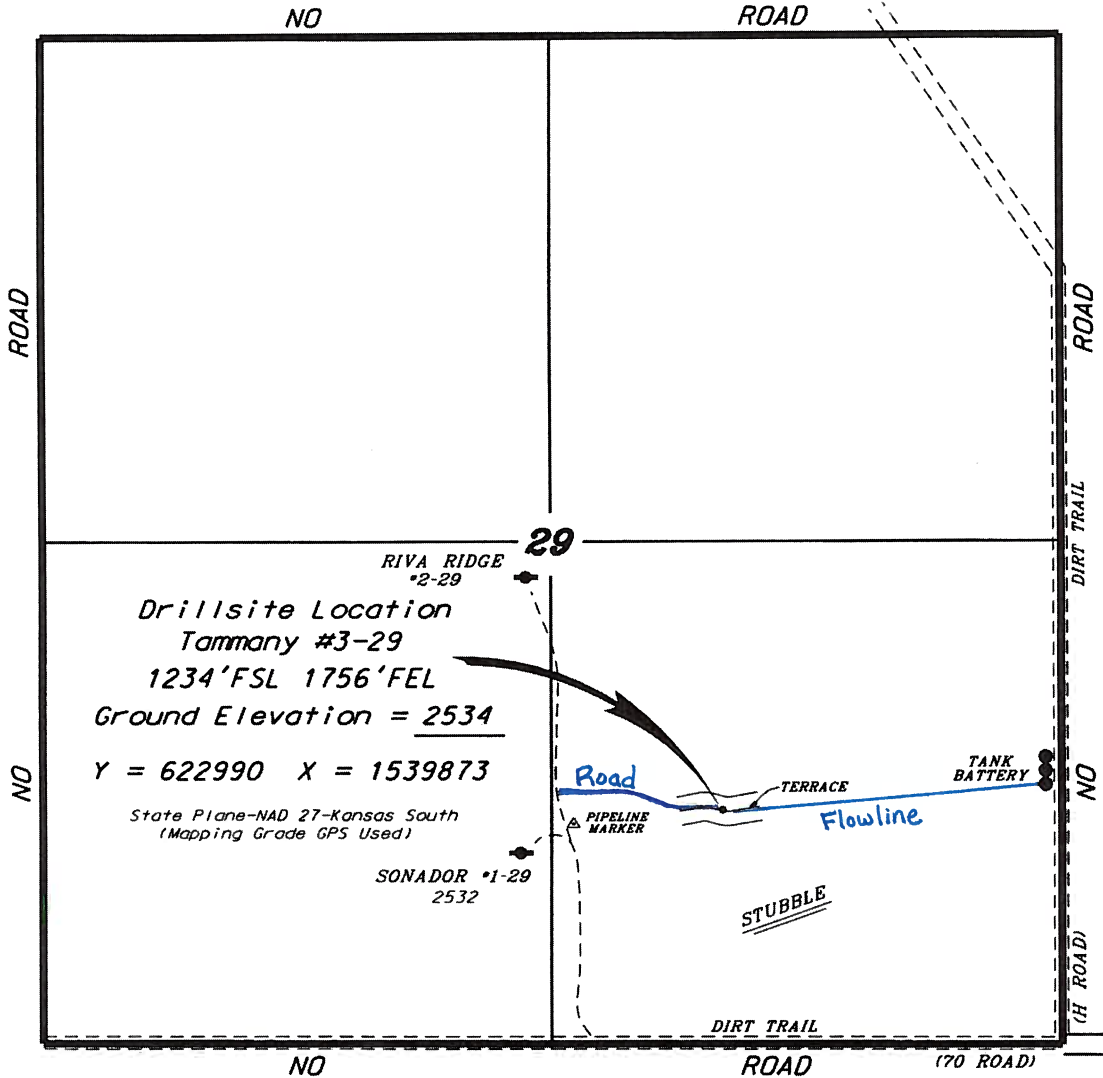 NO ROAD
ROAD
ROAD
29
RIVA RIDGE
#2-29
Drillsite Location
Tammany #3-29
1234'FSL 1756'FEL
Ground Elevation = 2534
Y = 622990 X = 1539873
State Plane-NAD 27-Kansas South
(Mapping Grade GPS Used)
DIRT TRAIL
NO
Road
TERRACE
TANK
BATTERY
NO
PIPELINE
MARKER
Flowline
SONADOR #1-29
2532
STUBBLE
(H ROAD)
DIRT TRAIL
NO ROAD
(70 ROAD)